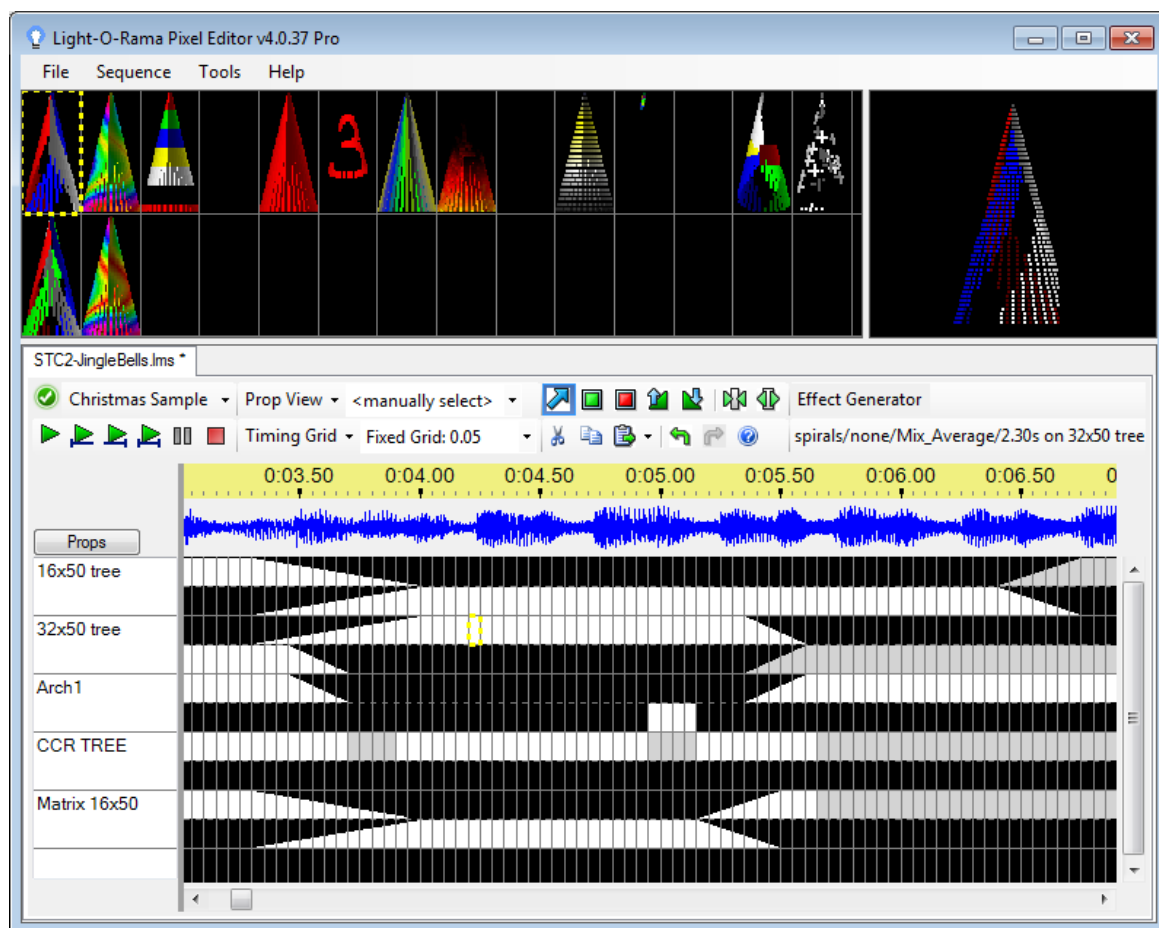 Light-O-Rama Pixel Editor v4.0.37 Pro
File Sequence Tools Help
3
STC2-JingleBells.lms *
Christmas Sample Prop View <manually select> Effect Generator
Timing Grid Fixed Grid: 0.05 spirals/none/Mix_Average/2.30s on 32x50 tree
0:03.50 0:04.00 0:04.50 0:05.00 0:05.50 0:06.00 0:06.50 0
Props
16x50 tree
32x50 tree
Arch1
CCR TREE
Matrix 16x50